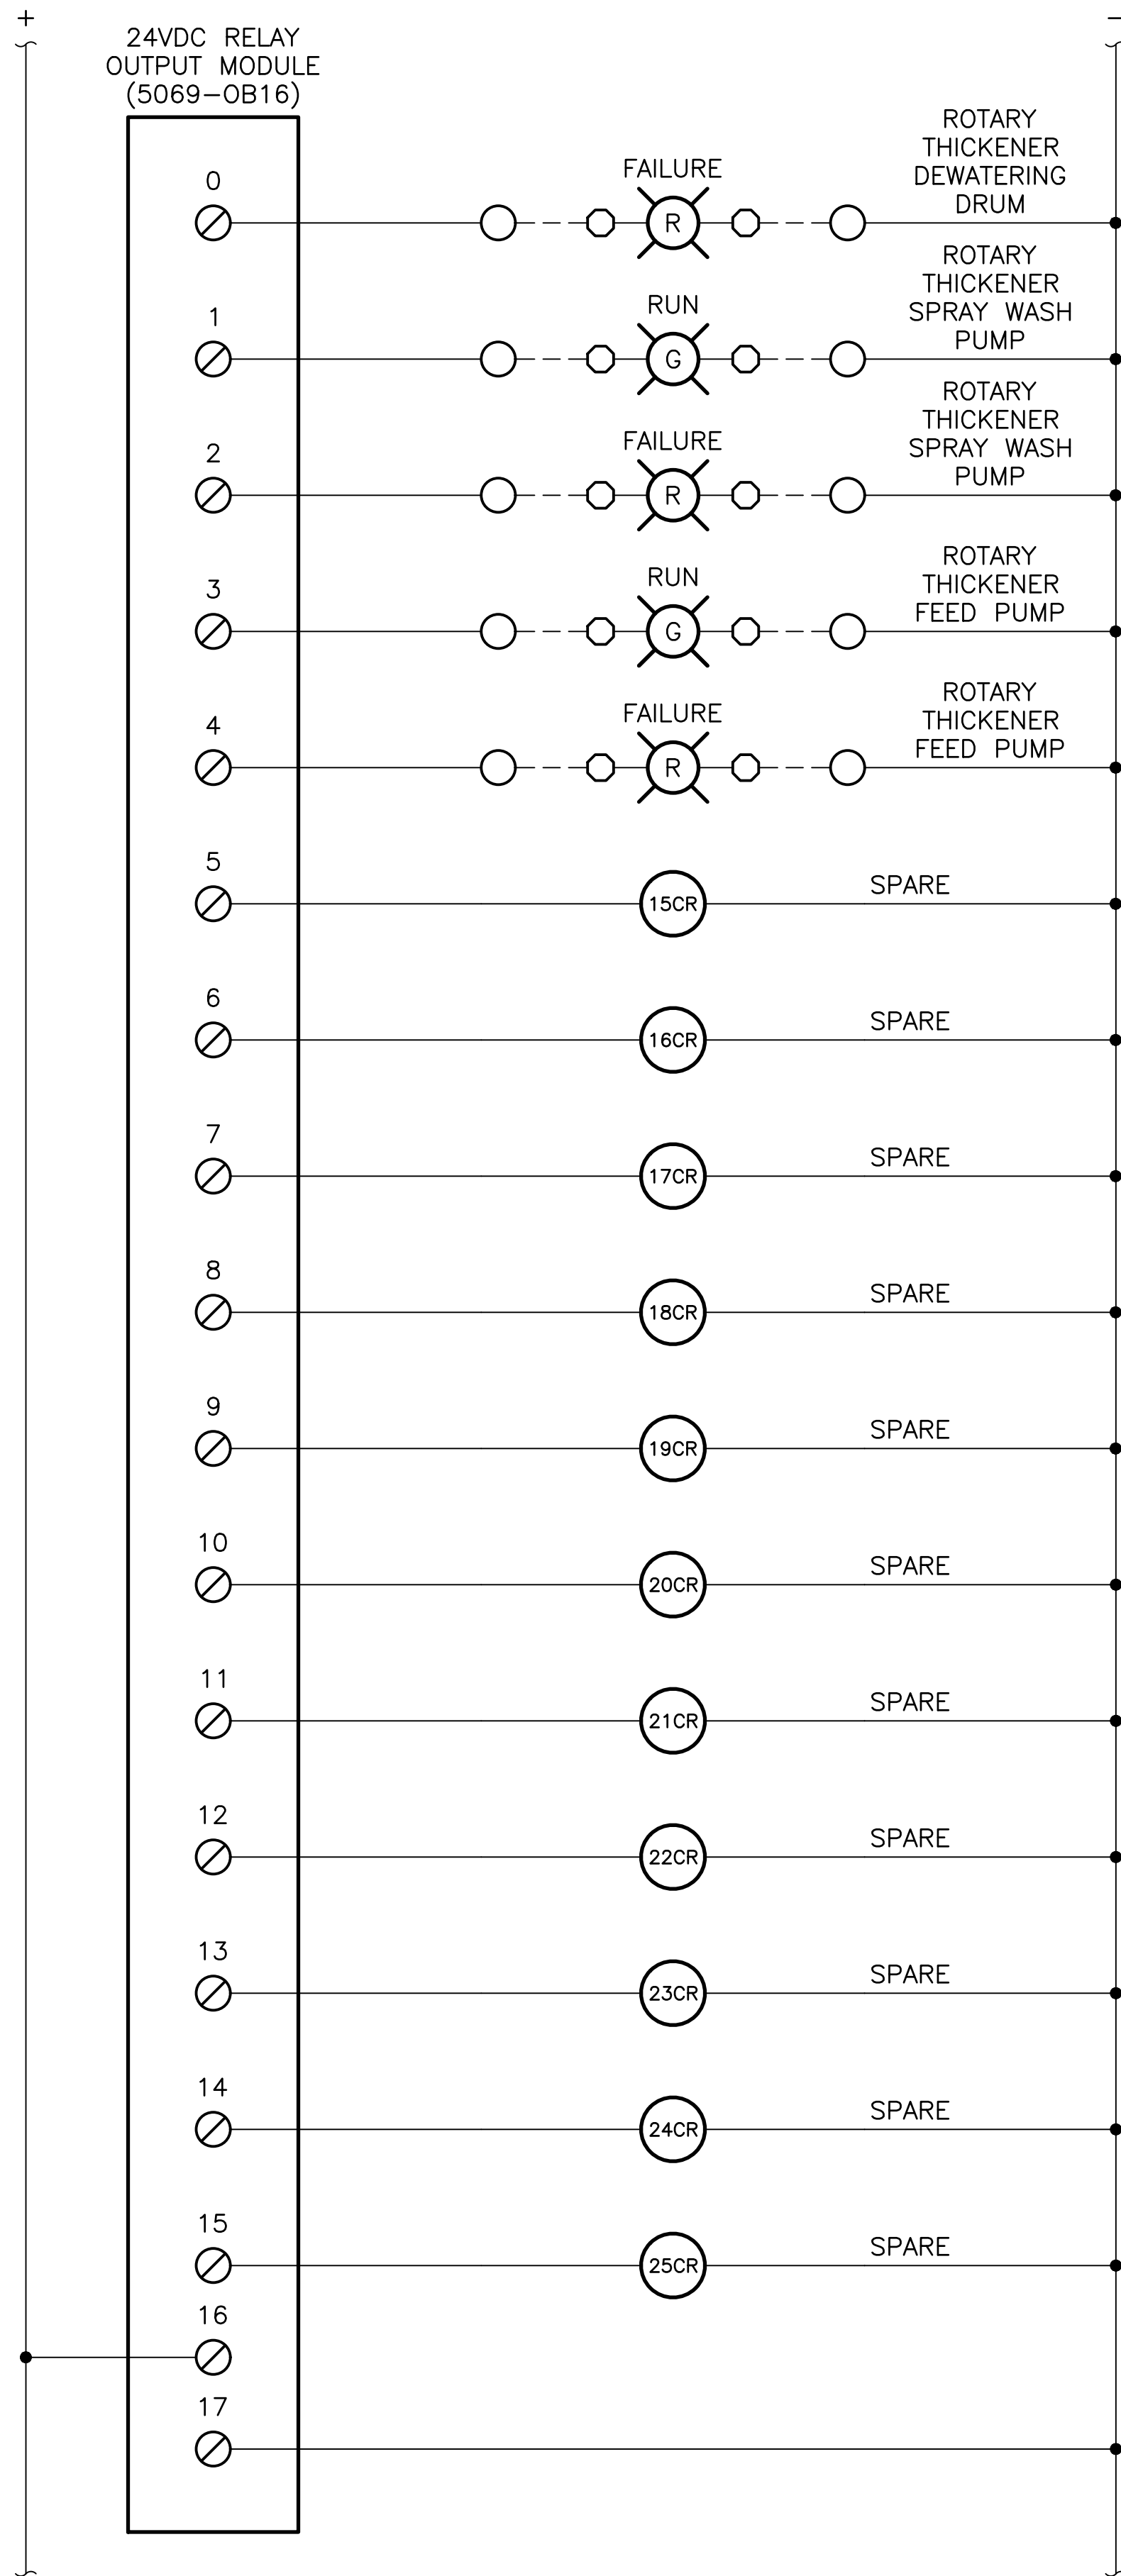 +
−
24VDC RELAY
OUTPUT MODULE
(5069-OB16)
0
FAILURE
R
ROTARY
THICKENER
DEWATERING
DRUM
1
RUN
G
ROTARY
THICKENER
SPRAY WASH
PUMP
2
FAILURE
R
ROTARY
THICKENER
SPRAY WASH
PUMP
3
RUN
G
ROTARY
THICKENER
FEED PUMP
4
FAILURE
R
ROTARY
THICKENER
FEED PUMP
5
15CR
SPARE
6
16CR
SPARE
7
17CR
SPARE
8
18CR
SPARE
9
19CR
SPARE
10
20CR
SPARE
11
21CR
SPARE
12
22CR
SPARE
13
23CR
SPARE
14
24CR
SPARE
15
25CR
SPARE
16
17